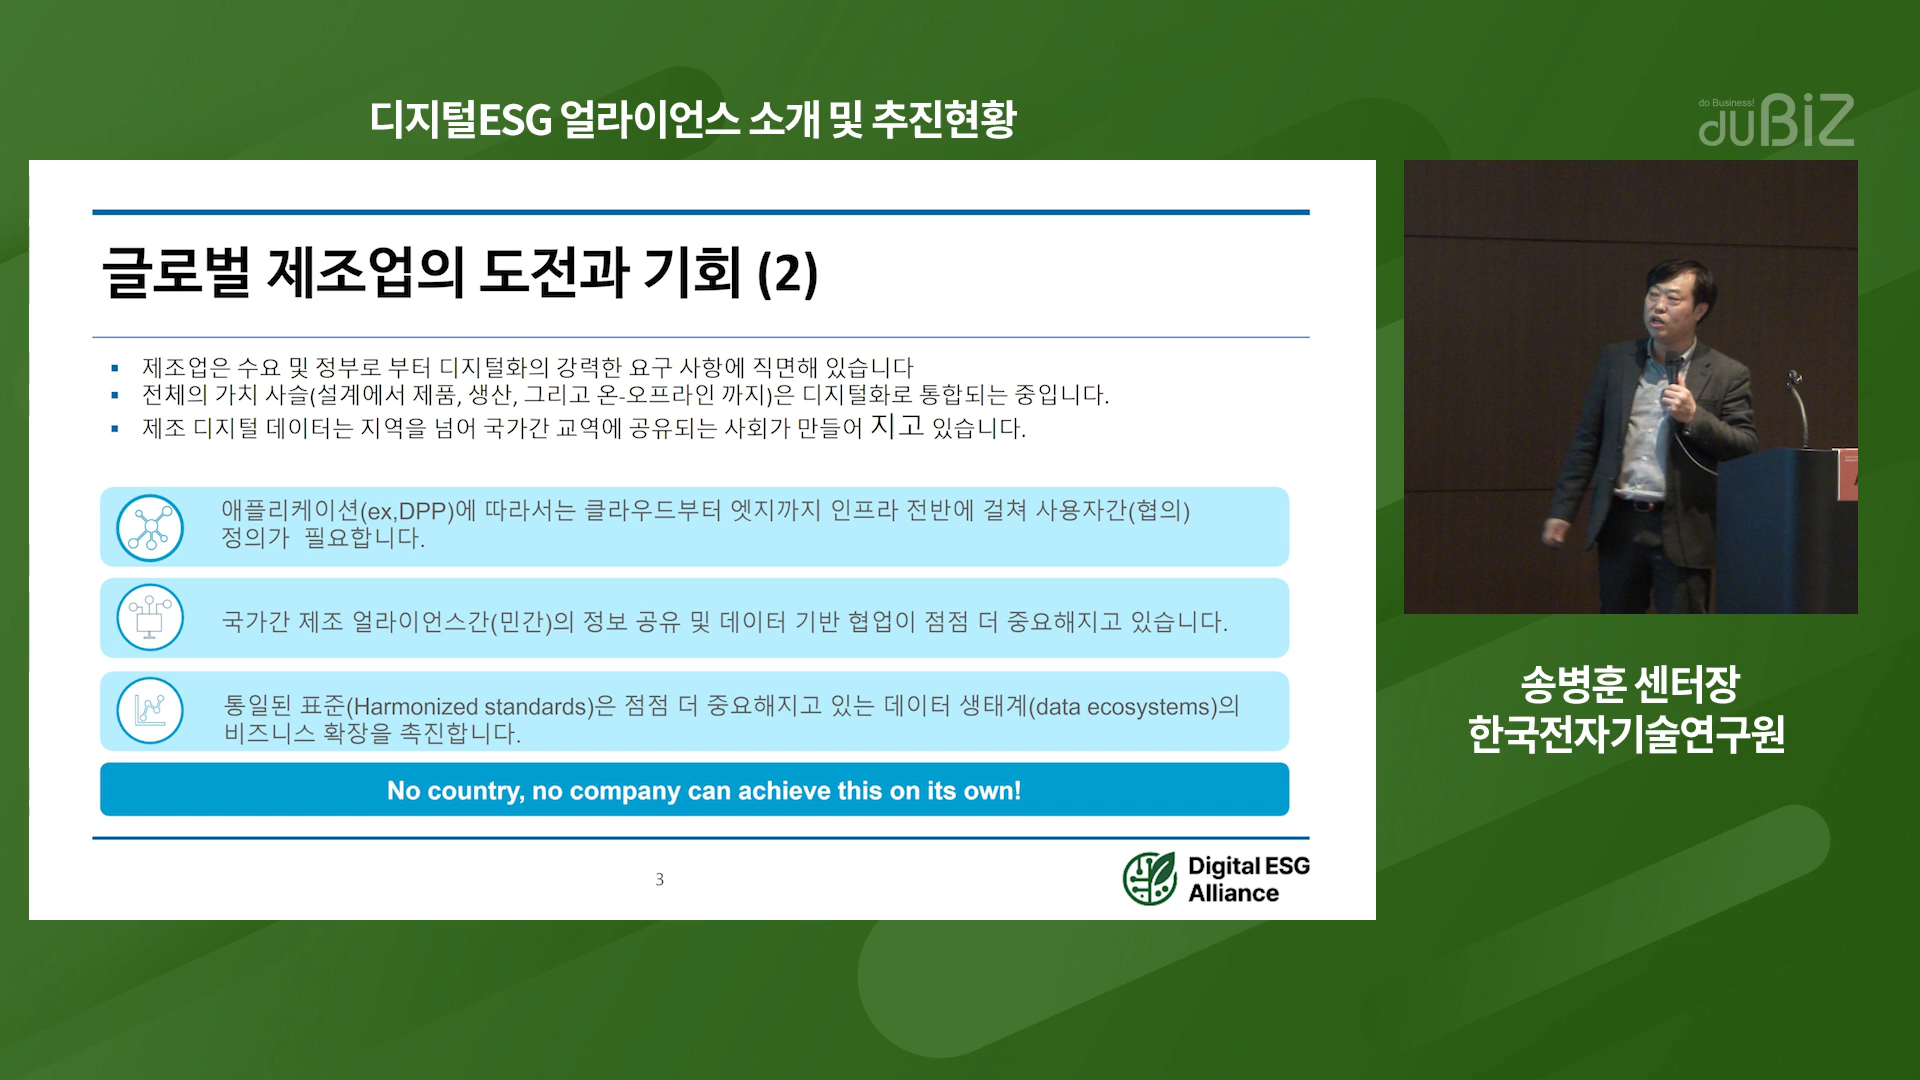 디지털ESG 얼라이언스 소개 및 추진현황
do Business!
duBiZ
글로벌 제조업의 도전과 기회 (2)
제조업은 수요 및 정부로 부터 디지털화의 강력한 요구 사항에 직면해 있습니다
전체의 가치 사슬(설계에서 제품, 생산, 그리고 온-오프라인 까지)은 디지털화로 통합되는 중입니다.
제조 디지털 데이터는 지역을 넘어 국가간 교역에 공유되는 사회가 만들어 지고 있습니다.
애플리케이션(ex,DPP)에 따라서는 클라우드부터 엣지까지 인프라 전반에 걸쳐 사용자간(협의)
정의가 필요합니다.
국가간 제조 얼라이언스간(민간)의 정보 공유 및 데이터 기반 협업이 점점 더 중요해지고 있습니다.
통일된 표준(Harmonized standards)은 점점 더 중요해지고 있는 데이터 생태계(data ecosystems)의
비즈니스 확장을 촉진합니다.
No country, no company can achieve this on its own!
3
Digital ESG
Alliance
송병훈 센터장
한국전자기술연구원